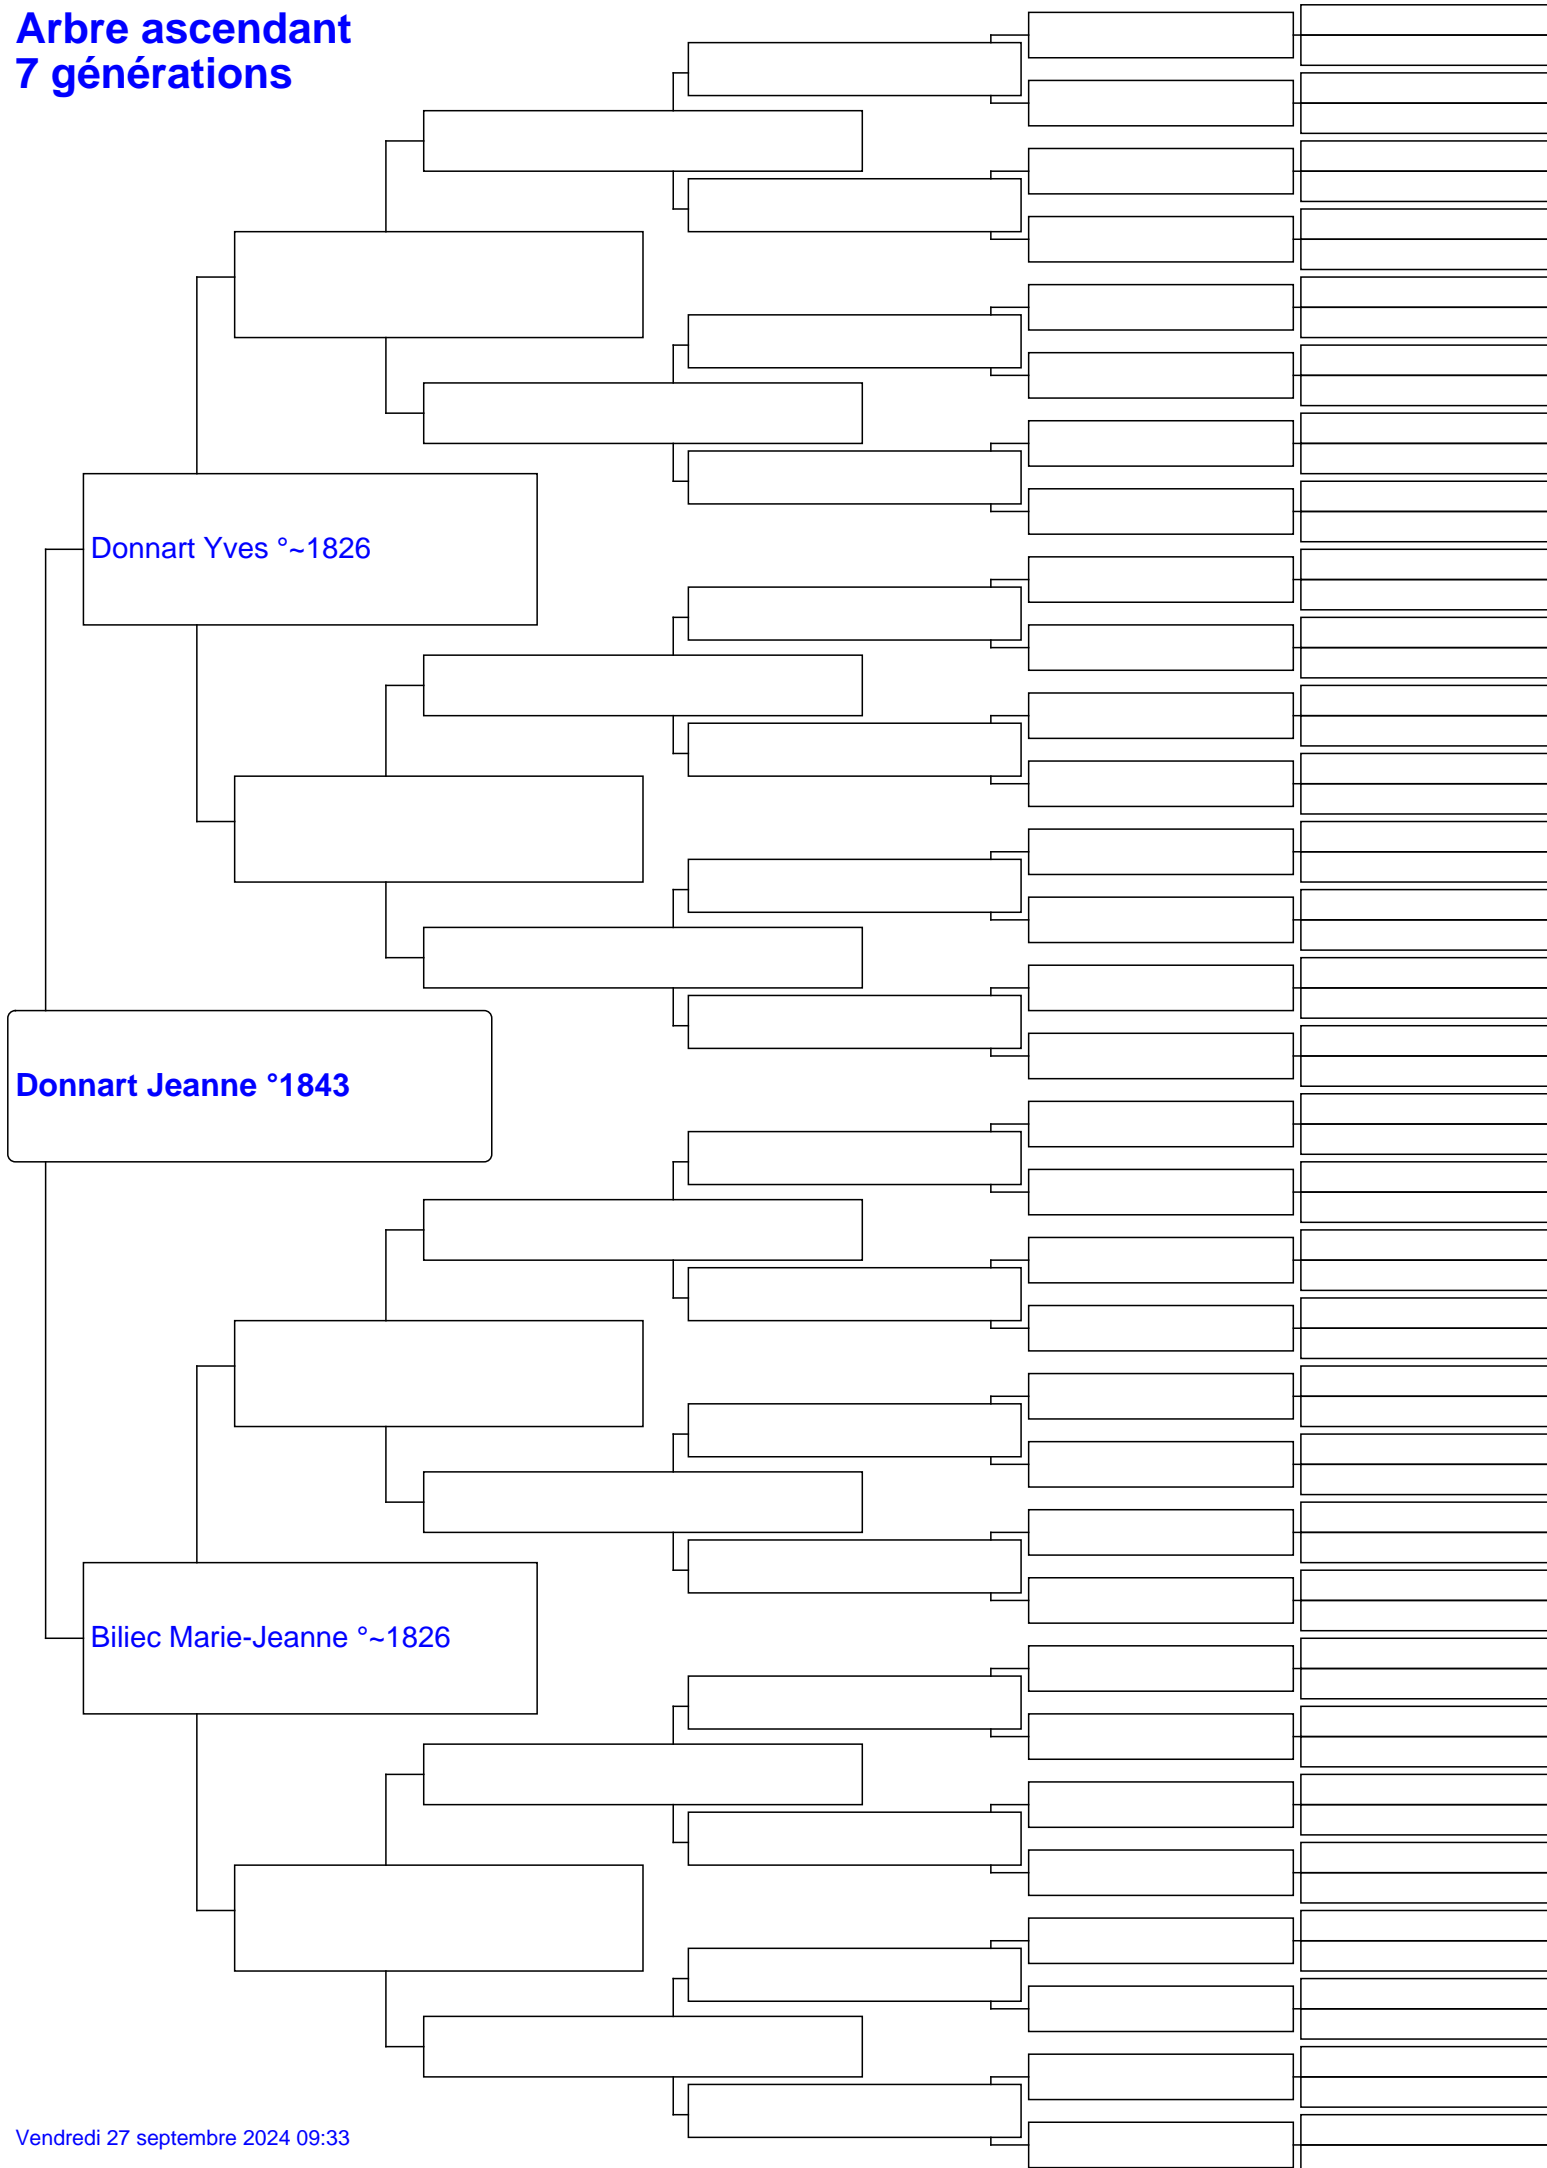 Arbre ascendant
7 générations
Donnart Yves °~1826
Donnart Jeanne °1843
Biliec Marie-Jeanne °~1826
Vendredi 27 septembre 2024 09:33